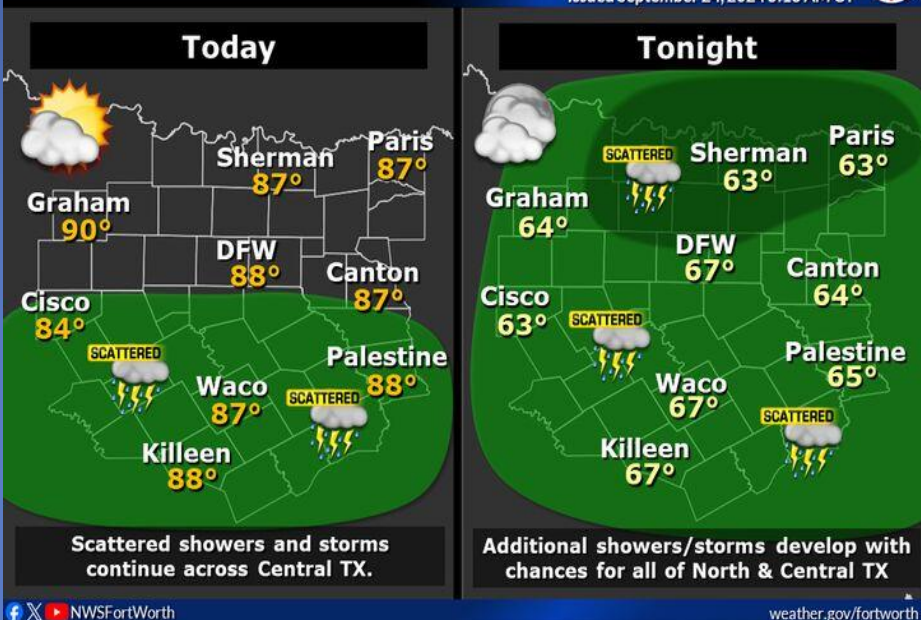 Today
Sherman
87°
Paris
87°
Graham
90°
DFW
88°
Canton
87°
Cisco
84°
SCATTERED
Palestine
88°
Waco
87°
SCATTERED
Killeen
88°
Scattered showers and storms
continue across Central TX.
Tonight
SCATTERED
Sherman
63°
Paris
63°
Graham
64°
DFW
67°
Canton
64°
Cisco
63°
SCATTERED
Palestine
65°
Waco
67°
SCATTERED
Killeen
67°
Additional showers/storms develop with
chances for all of North & Central TX
NWSFortWorth
weather.gov/fortworth